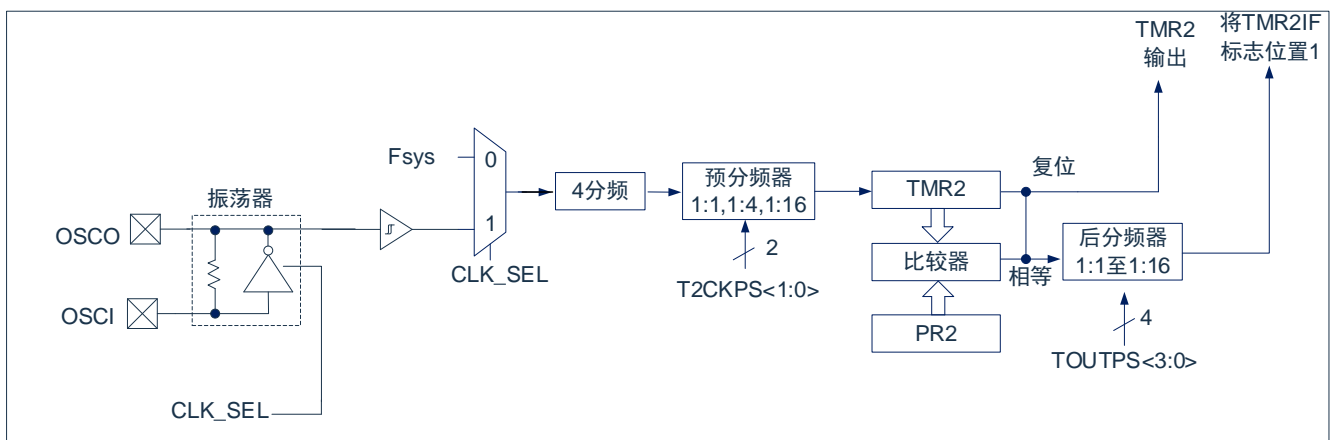 TMR2
输出
将TMR2IF
标志位置1
Fsys
0
1
CLK_SEL
4分频
预分频器
1:1,1:4,1:16
2
T2CKPS<1:0>
TMR2
复位
比较器
相等
PR2
后分频器
1:1至1:16
4
TOUTPS<3:0>
振荡器
OSCO
OSCI
CLK_SEL